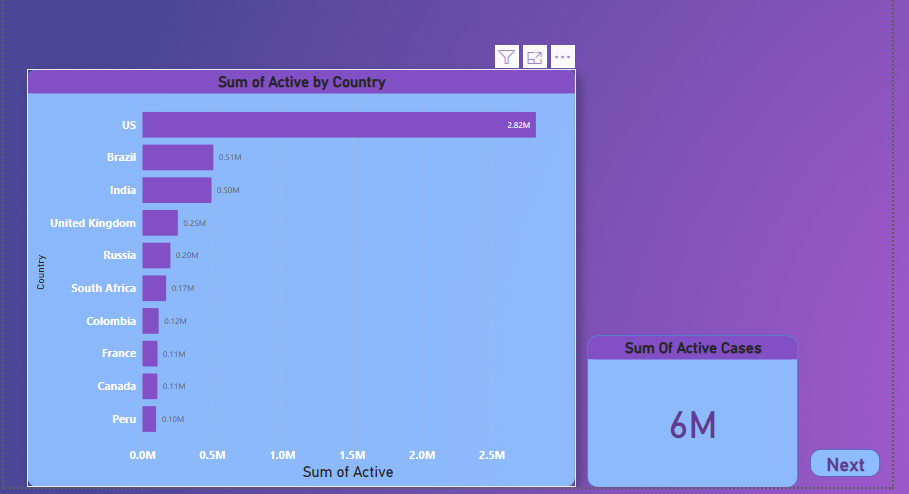 Sum of Active by Country
US 2.82M
Brazil 0.51M
India 0.50M
United Kingdom 0.25M
Russia 0.20M
Country
South Africa 0.17M
Colombia 0.12M
France 0.11M
Canada 0.11M
Peru 0.10M
0.0M 0.5M 1.0M 1.5M 2.0M 2.5M
Sum of Active
Sum Of Active Cases
6M
Next